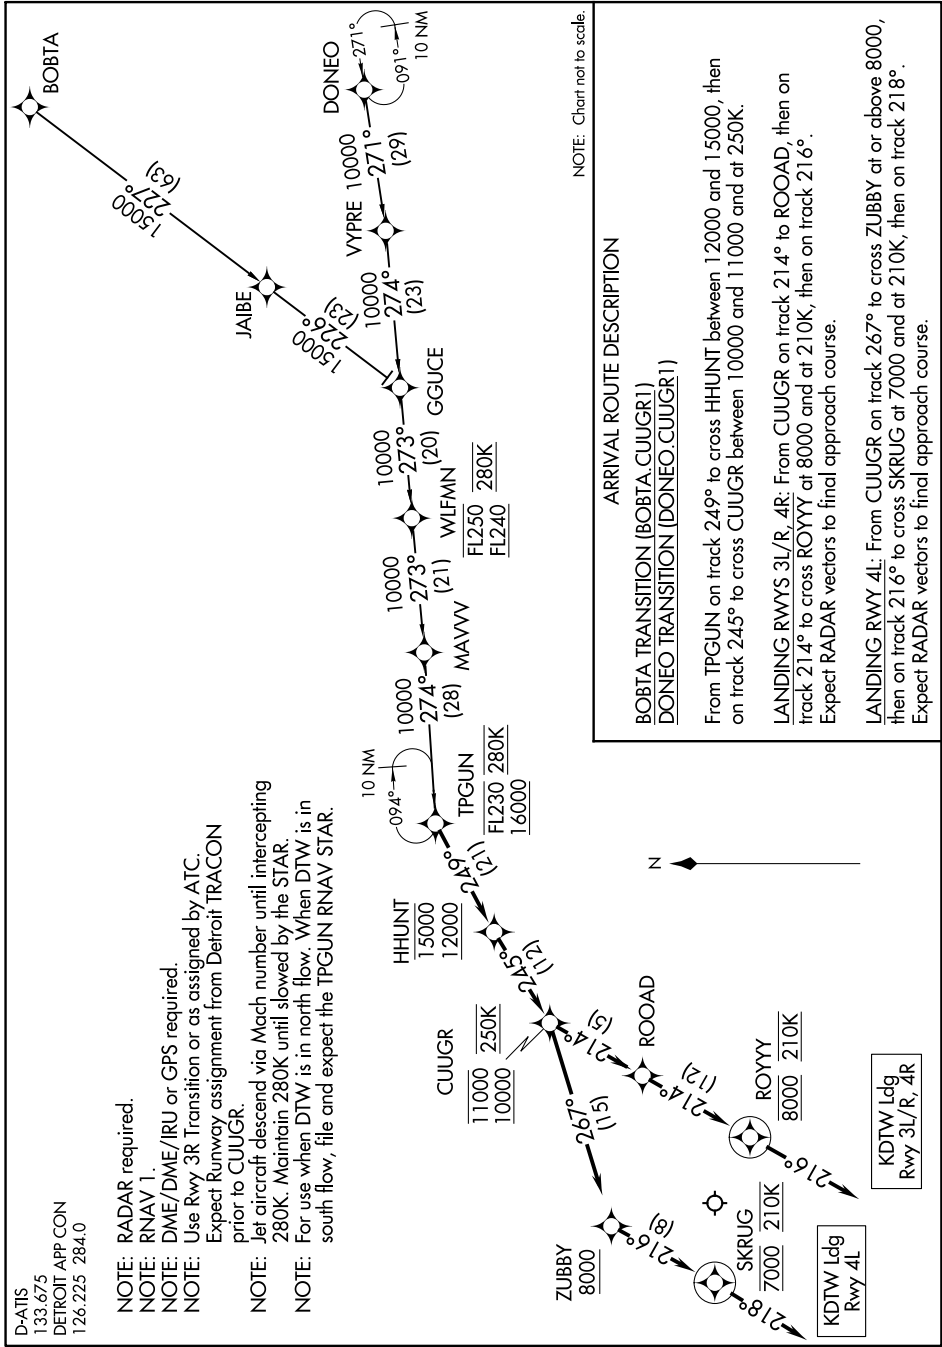 D-ATIS
133.675
DETROIT APP CON
126.225 284.0
NOTE: RADAR required.
NOTE: RNAV 1.
NOTE: DME/DME/IRU or GPS required.
NOTE: Use Rwy 3R Transition or as assigned by ATC.
Expect Runway assignment from Detroit TRACON
prior to CUUGR.
NOTE: Jet aircraft descend via Mach number until intercepting
280K. Maintain 280K until slowed by the STAR.
NOTE: For use when DTW is in north flow. When DTW is in
south flow, file and expect the TPGUN RNAV STAR.
BOBTA
15000
227°
(63)
JAIBE
15000
226°
(23)
DONEO
271°
091°
10 NM
10000
271°
(29)
VYPRE
10000
274°
(23)
GGUCE
10000
273°
(20)
WLFMN
FL250 280K
FL240
10000
273°
(21)
MAVVV
10000
274°
(28)
10 NM
094°
TPGUN
FL230 280K
16000
249°
(21)
HHUNT
15000
12000
245°
(12)
CUUGR
11000 250K
10000
214°
(5)
ROOAD
214°
(12)
ROYYY
8000 210K
216°
KDTW Ldg
Rwy 3L/R, 4R
267°
(15)
ZUBBY
8000
216°
(8)
SKRUG
7000 210K
218°
KDTW Ldg
Rwy 4L
N
NOTE: Chart not to scale.
ARRIVAL ROUTE DESCRIPTION
BOBTA TRANSITION (BOBTA.CUUGR1)
DONEO TRANSITION (DONEO.CUUGR1)
From TPGUN on track 249° to cross HHUNT between 12000 and 15000, then
on track 245° to cross CUUGR between 10000 and 11000 and at 250K.
LANDING RWYS 3L/R, 4R: From CUUGR on track 214° to ROOAD, then on
track 214° to cross ROYYY at 8000 and at 210K, then on track 216°.
Expect RADAR vectors to final approach course.
LANDING RWY 4L: From CUUGR on track 267° to cross ZUBBY at or above 8000,
then on track 216° to cross SKRUG at 7000 and at 210K, then on track 218°.
Expect RADAR vectors to final approach course.